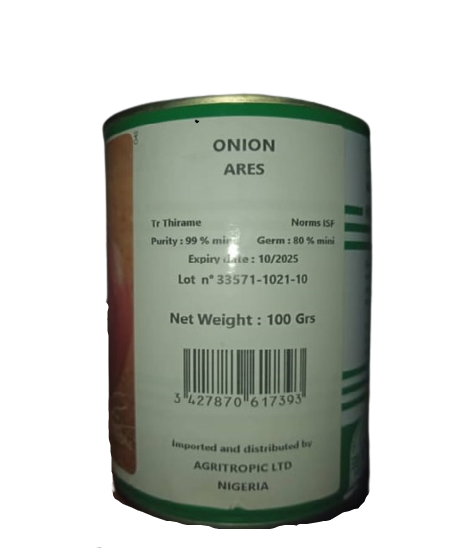 ONION
ARES
Tr Thirame Norms ISF
Purity : 99 % mini Germ : 80 % mini
Expiry date : 10/2025
Lot n° 33571-1021-10
Net Weight : 100 Grs
3 427870 617393
Imported and distributed by
AGRITROPIC LTD
NIGERIA